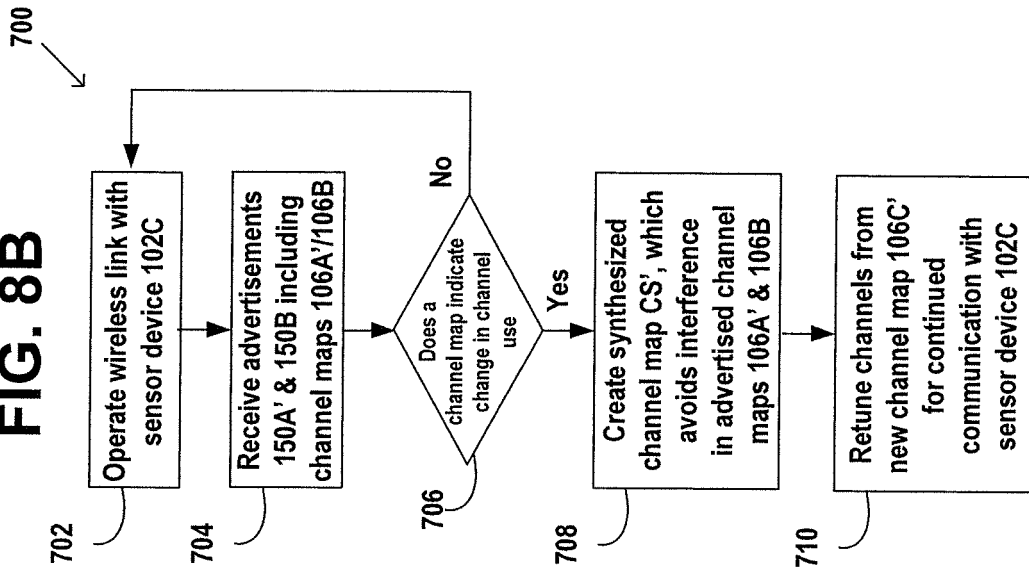 FIG. 8B
700
702
Operate wireless link with
sensor device 102C
704
Receive advertisements
150A' & 150B including
channel maps 106A'/106B
706
Does a
channel map indicate
change in channel
use
No
Yes
708
Create synthesized
channel map CS', which
avoids interference
in advertised channel
maps 106A' & 106B
710
Retune channels from
new channel map 106C'
for continued
communication with
sensor device 102C